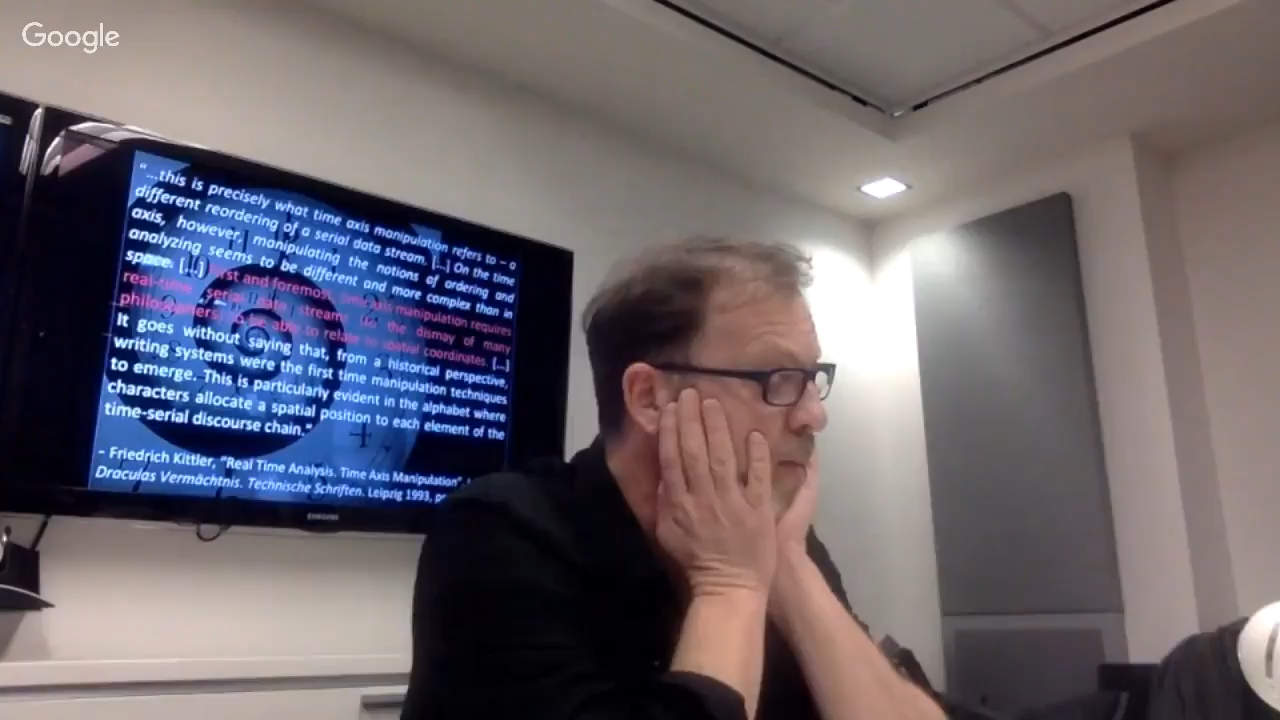 Google
"...this is precisely what time axis manipulation refers to – a
different reordering of a serial data stream. [...] On the time
axis, however, manipulating the notions of ordering and
analyzing seems to be different and more complex than in
space. [...] First and foremost, time axis manipulation requires
real-time serial data streams (to the dismay of many
philosophers) to be able to relate to spatial coordinates. [...]
It goes without saying that, from a historical perspective,
writing systems were the first time manipulation techniques
to emerge. This is particularly evident in the alphabet where
characters allocate a spatial position to each element of the
time-serial discourse chain."
– Friedrich Kittler, "Real Time Analysis. Time Axis Manipulation",
Draculas Vermächtnis. Technische Schriften. Leipzig 1993,
SAMSUNG